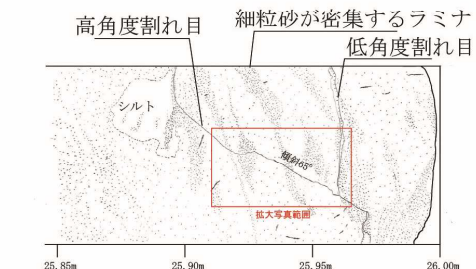 細粒砂が密集するラミナ
高角度割れ目
低角度割れ目
シルト
傾斜65°
拡大写真範囲
25.85m 25.90m 25.95m 26.00m